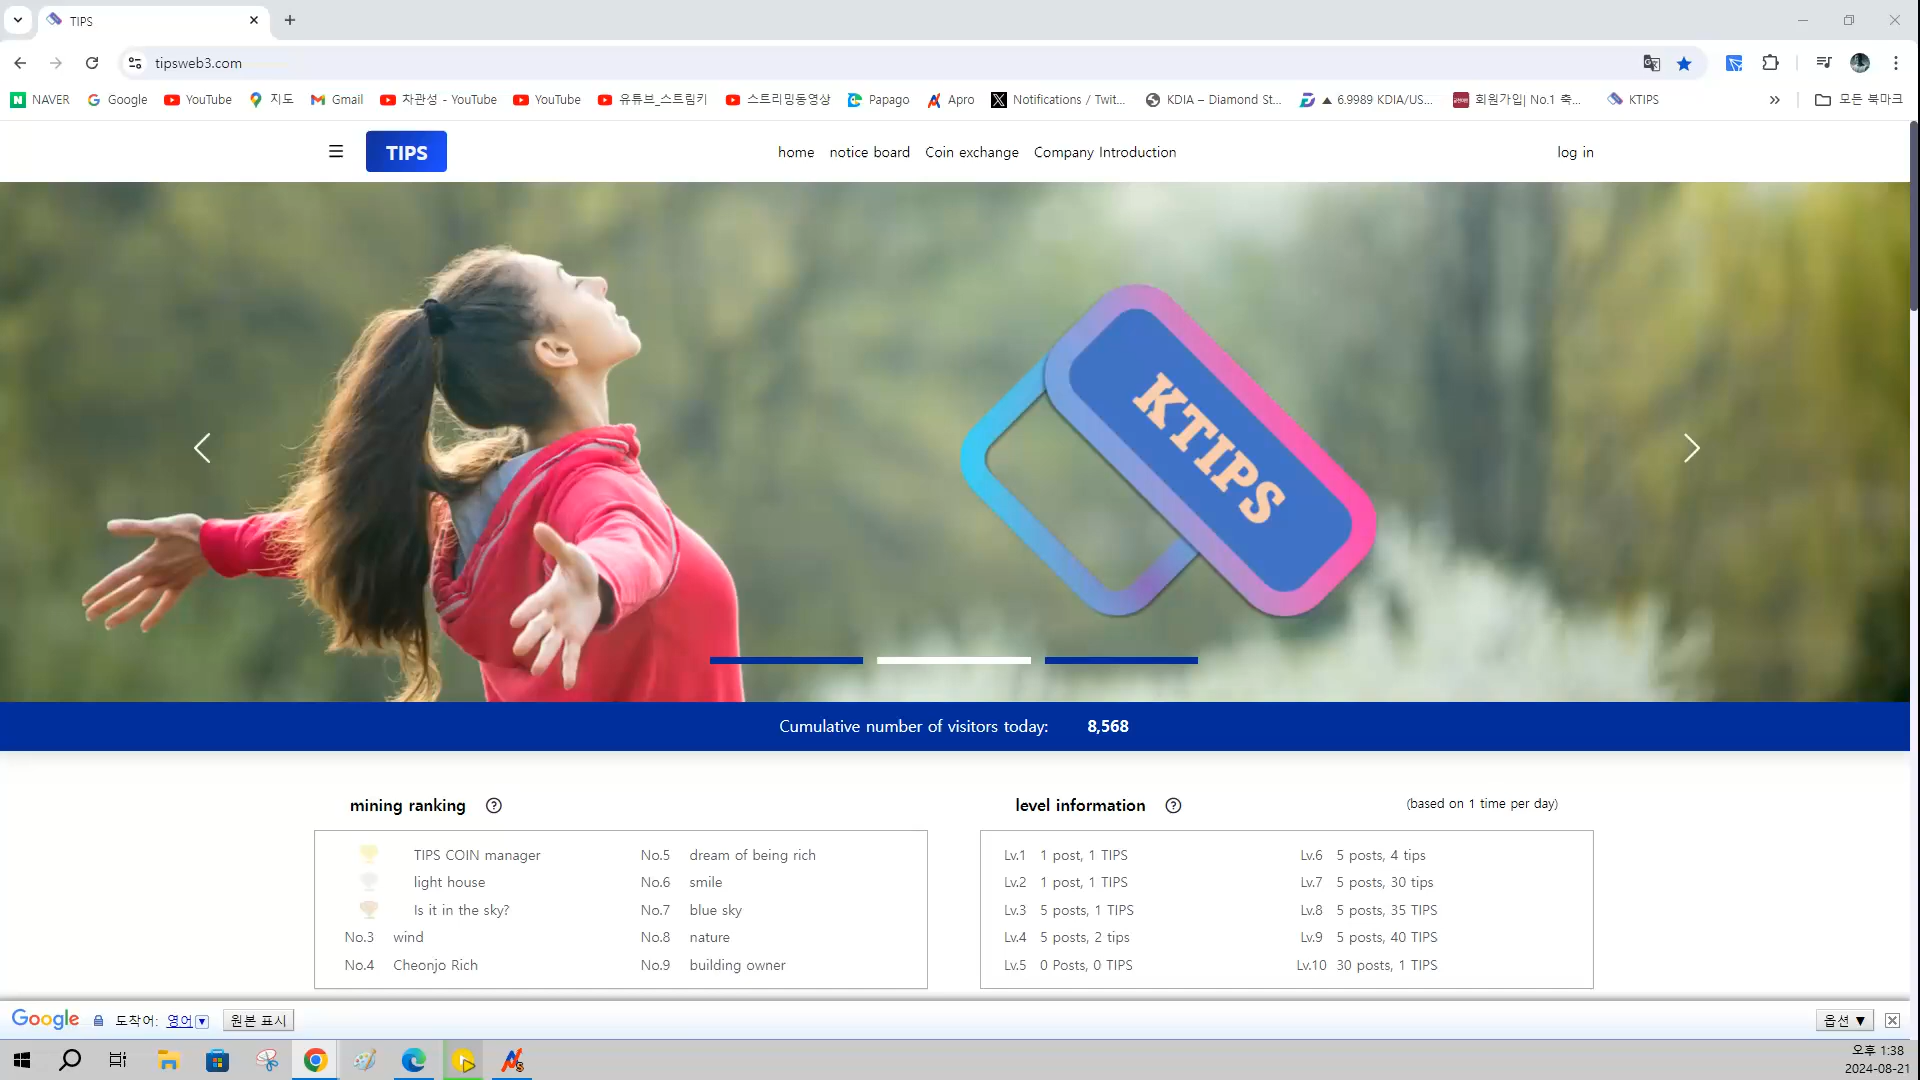 TIPS
tipsweb3.com
NAVER Google YouTube 지도 Gmail 차관성 - YouTube YouTube 유튜브_스트림키 스트리밍동영상 Papago Apro Notifications / Twit... KDIA – Diamond St... ▲ 6.9989 KDIA/US... 회원가입| No.1 축... KTIPS » 모든 북마크
TIPS home notice board Coin exchange Company Introduction log in
KTIPS
Cumulative number of visitors today: 8,568
mining ranking
TIPS COIN manager No.5 dream of being rich
light house No.6 smile
Is it in the sky? No.7 blue sky
No.3 wind No.8 nature
No.4 Cheonjo Rich No.9 building owner
level information (based on 1 time per day)
Lv.1 1 post, 1 TIPS Lv.6 5 posts, 4 tips
Lv.2 1 post, 1 TIPS Lv.7 5 posts, 30 tips
Lv.3 5 posts, 1 TIPS Lv.8 5 posts, 35 TIPS
Lv.4 5 posts, 2 tips Lv.9 5 posts, 40 TIPS
Lv.5 0 Posts, 0 TIPS Lv.10 30 posts, 1 TIPS
Google 도착어: 영어 ▼ 원본 표시 옵션 ▼
오후 1:38
2024-08-21